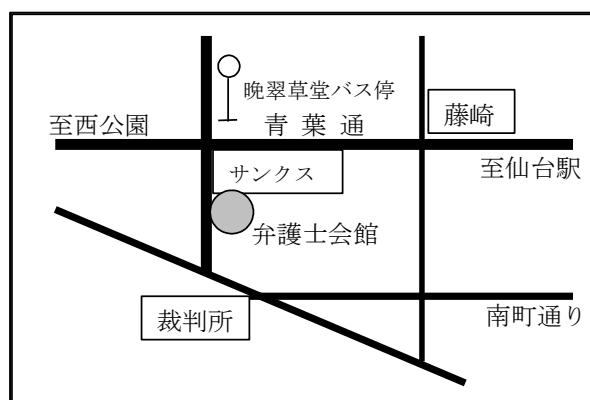 晩翠草堂バス停
藤崎
至西公園
青葉通
至仙台駅
サンクス
弁護士会館
裁判所
南町通り